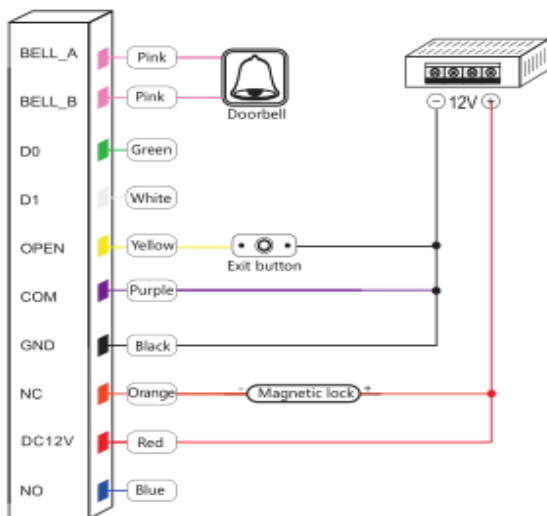 BELL_A Pink
BELL_B Pink
Doorbell
− 12V +
D0 Green
D1 White
OPEN Yellow
Exit button
COM Purple
GND Black
NC Orange - Magnetic lock +
DC12V Red
NO Blue